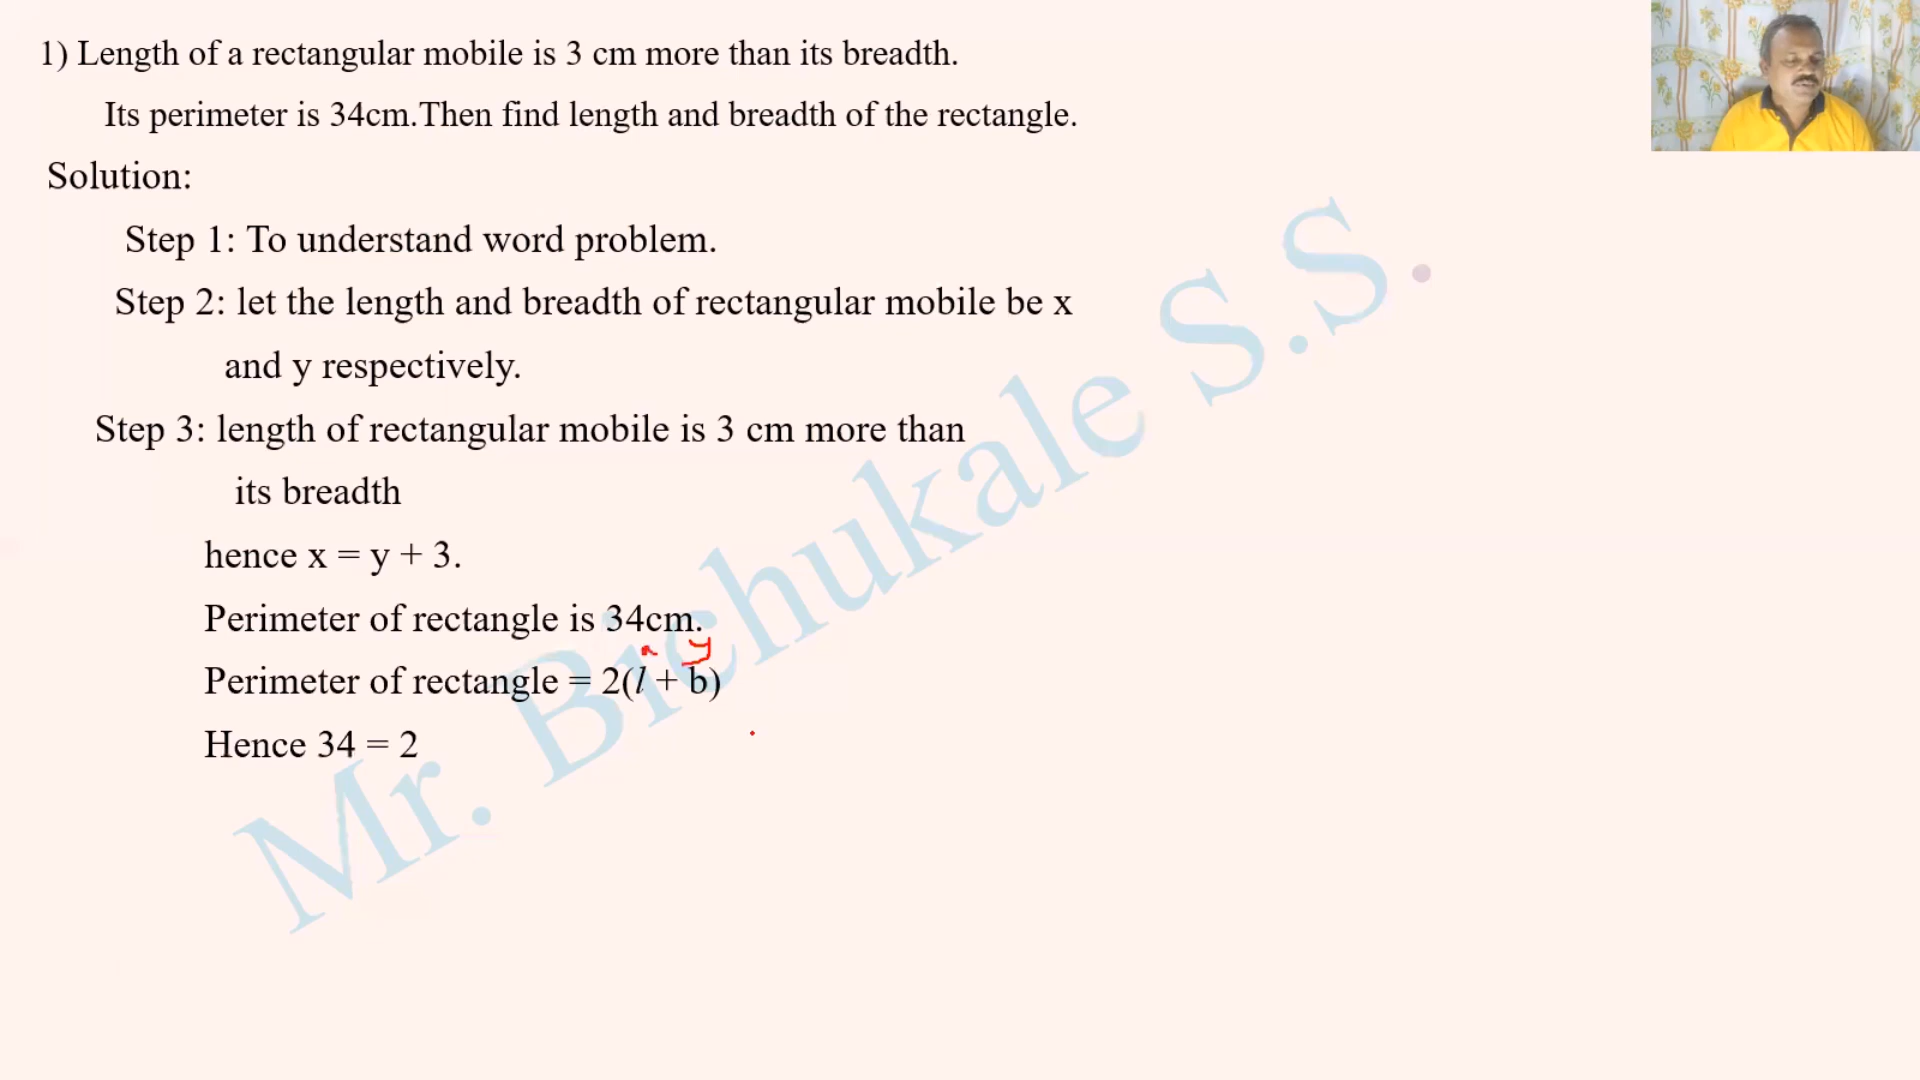 1) Length of a rectangular mobile is 3 cm more than its breadth.
Its perimeter is 34cm.Then find length and breadth of the rectangle.
Solution:
Step 1: To understand word problem.
Step 2: let the length and breadth of rectangular mobile be x
and y respectively.
Step 3: length of rectangular mobile is 3 cm more than
its breadth
hence x = y + 3.
Perimeter of rectangle is 34cm.
y
Perimeter of rectangle = 2(l + b)
Hence 34 = 2
Mr. Bichukale S.S.